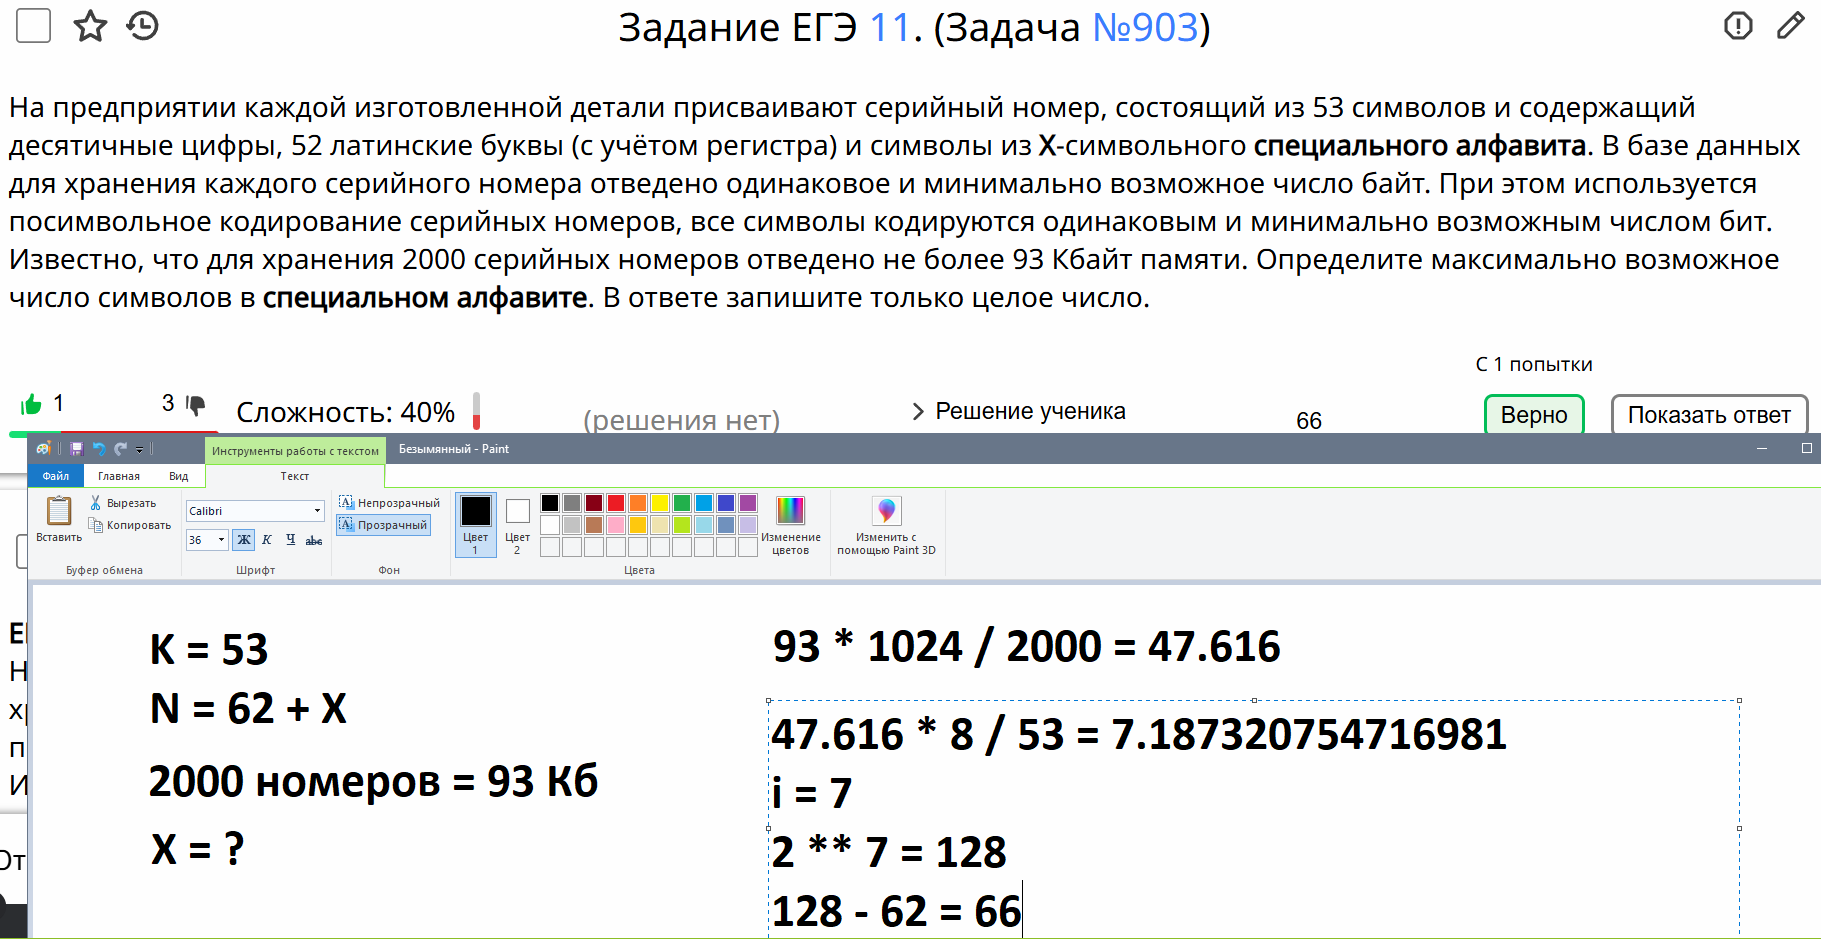 Задание ЕГЭ 11. (Задача №903)
На предприятии каждой изготовленной детали присваивают серийный номер, состоящий из 53 символов и содержащий
десятичные цифры, 52 латинские буквы (с учётом регистра) и символы из X-символьного специального алфавита. В базе данных
для хранения каждого серийного номера отведено одинаковое и минимально возможное число байт. При этом используется
посимвольное кодирование серийных номеров, все символы кодируются одинаковым и минимально возможным числом бит.
Известно, что для хранения 2000 серийных номеров отведено не более 93 Кбайт памяти. Определите максимально возможное
число символов в специальном алфавите. В ответе запишите только целое число.
С 1 попытки
1 3 Сложность: 40% (решения нет) Решение ученика 66 Верно Показать ответ
Инструменты работы с текстом Безымянный - Paint
Файл Главная Вид Текст
Вставить Вырезать Копировать
Calibri
36 Ж К Ч abc
Непрозрачный
Прозрачный
Цвет 1 Цвет 2
Изменение цветов
Изменить с помощью Paint 3D
Буфер обмена Шрифт Фон Цвета
K = 53
N = 62 + X
2000 номеров = 93 Кб
X = ?
93 * 1024 / 2000 = 47.616
47.616 * 8 / 53 = 7.187320754716981
i = 7
2 ** 7 = 128
128 - 62 = 66